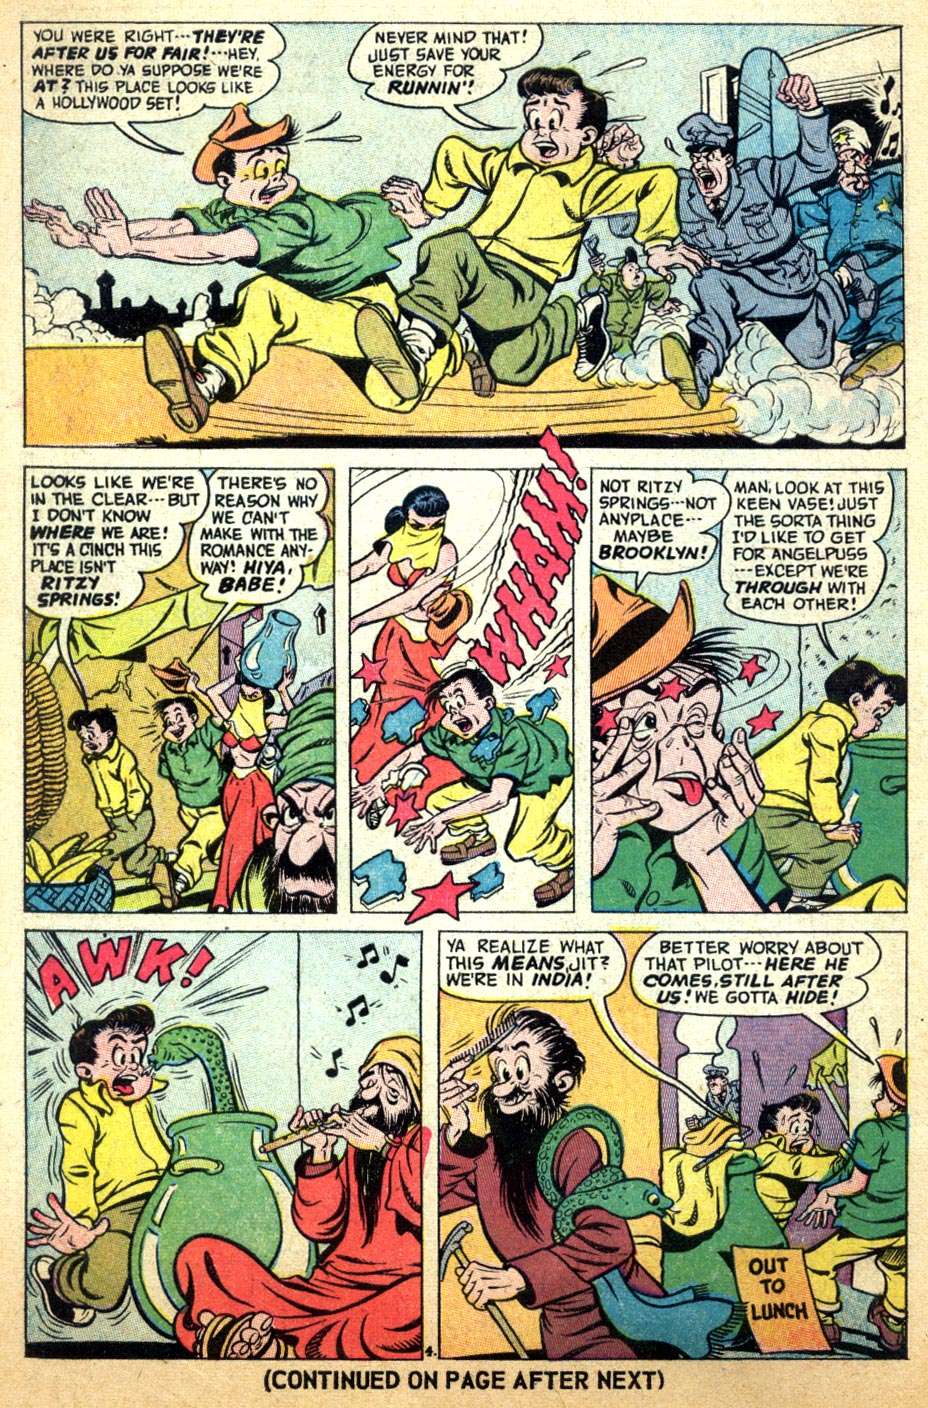 YOU WERE RIGHT---THEY'RE
AFTER US FOR FAIR!---HEY,
WHERE DO YA SUPPOSE WE'RE
AT? THIS PLACE LOOKS LIKE
A HOLLYWOOD SET!
NEVER MIND THAT!
JUST SAVE YOUR
ENERGY FOR
RUNNIN'!
LOOKS LIKE WE'RE
IN THE CLEAR---BUT
I DON'T KNOW
WHERE WE ARE!
IT'S A CINCH THIS
PLACE ISN'T
RITZY
SPRINGS!
THERE'S NO
REASON WHY
WE CAN'T
MAKE WITH THE
ROMANCE ANY-
WAY! HIYA,
BABE!
WHAM!
NOT RITZY
SPRINGS---NOT
ANYPLACE---
MAYBE
BROOKLYN!
MAN, LOOK AT THIS
KEEN VASE! JUST
THE SORTA THING
I'D LIKE TO GET
FOR ANGELPUSS
---EXCEPT WE'RE
THROUGH WITH
EACH OTHER!
AWK!
YA REALIZE WHAT
THIS MEANS, JIT?
WE'RE IN INDIA!
BETTER WORRY ABOUT
THAT PILOT---HERE HE
COMES, STILL AFTER
US! WE GOTTA HIDE!
OUT
TO
LUNCH
4.
(CONTINUED ON PAGE AFTER NEXT)